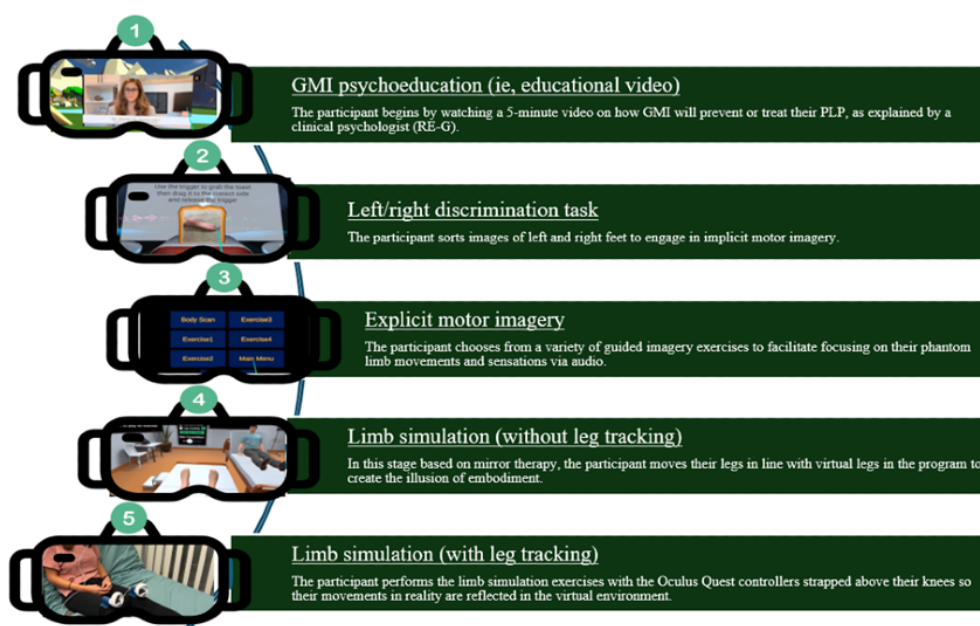 1
GMI psychoeducation (ie, educational video)
The participant begins by watching a 5-minute video on how GMI will prevent or treat their PLP, as explained by a
clinical psychologist (RE-G).
2
Use the trigger to grab the toast
then drag it to the correct side
and release the trigger
Left/right discrimination task
The participant sorts images of left and right feet to engage in implicit motor imagery.
3
Body Scan Exercise3
Exercise1 Exercise4
Exercise2 Main Menu
Explicit motor imagery
The participant chooses from a variety of guided imagery exercises to facilitate focusing on their phantom
limb movements and sensations via audio.
4
Limb simulation (without leg tracking)
In this stage based on mirror therapy, the participant moves their legs in line with virtual legs in the program to
create the illusion of embodiment.
5
Limb simulation (with leg tracking)
The participant performs the limb simulation exercises with the Oculus Quest controllers strapped above their knees so
their movements in reality are reflected in the virtual environment.